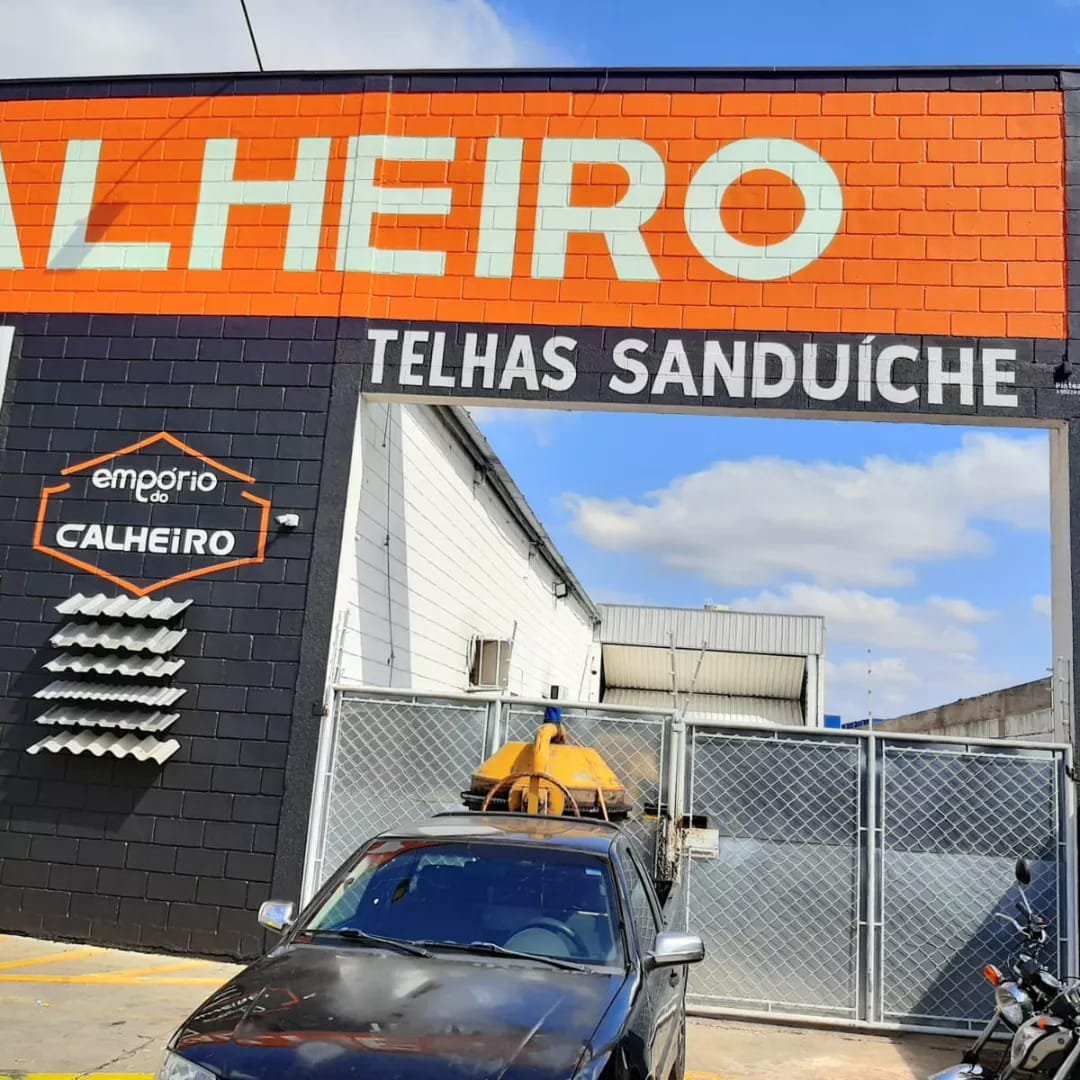 ALHEIRO
TELHAS SANDUÍCHE
empório
do
CALHEIRO